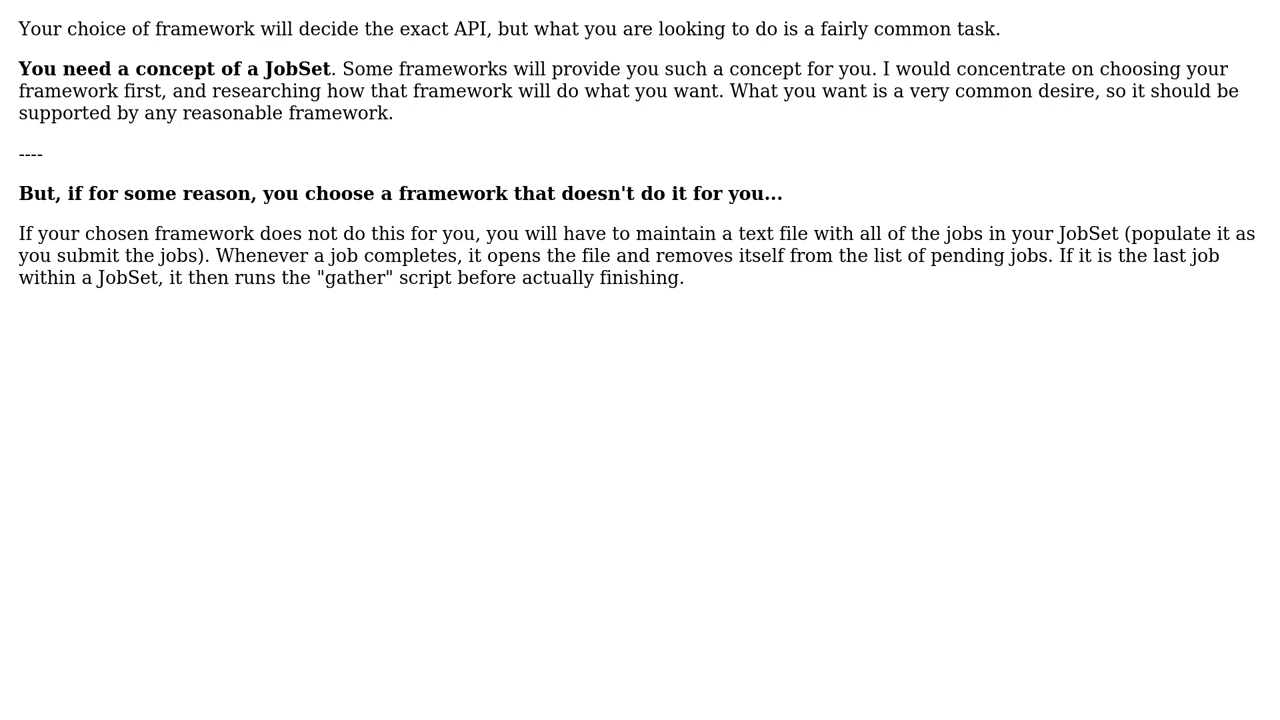 Your choice of framework will decide the exact API, but what you are looking to do is a fairly common task.
You need a concept of a JobSet. Some frameworks will provide you such a concept for you. I would concentrate on choosing your
framework first, and researching how that framework will do what you want. What you want is a very common desire, so it should be
supported by any reasonable framework.
----
But, if for some reason, you choose a framework that doesn't do it for you...
If your chosen framework does not do this for you, you will have to maintain a text file with all of the jobs in your JobSet (populate it as
you submit the jobs). Whenever a job completes, it opens the file and removes itself from the list of pending jobs. If it is the last job
within a JobSet, it then runs the "gather" script before actually finishing.